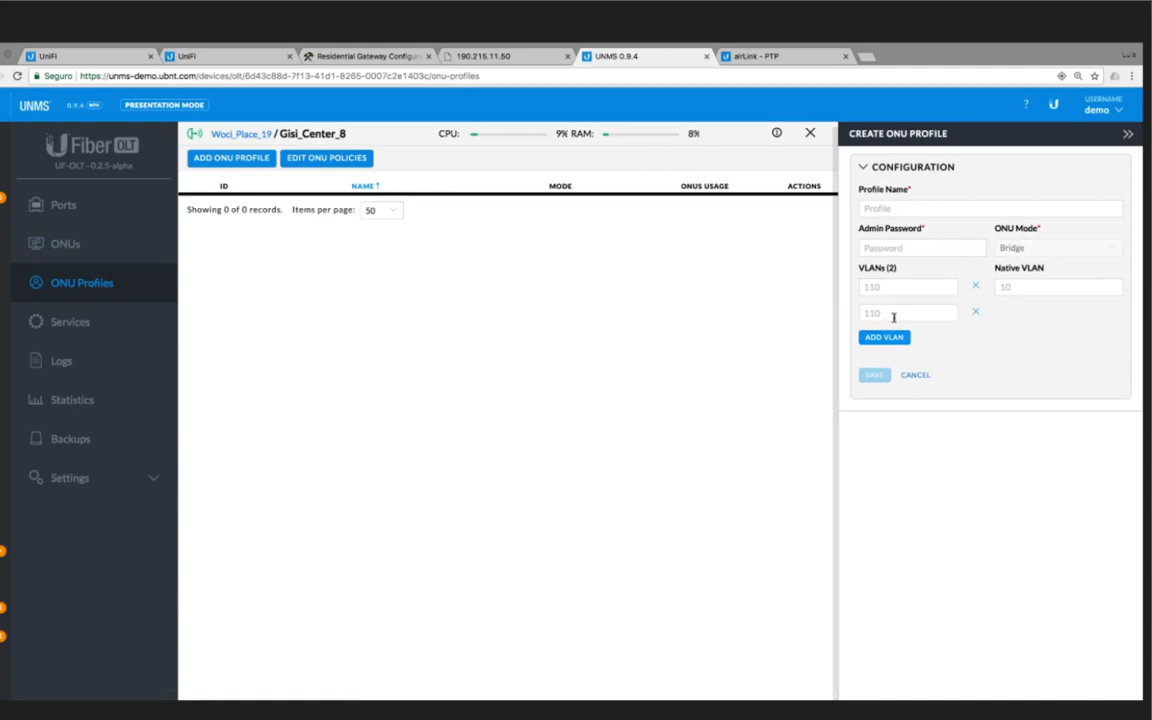 UniFi × UniFi × Residential Gateway Configur × 190.215.11.50 × UNMS 0.9.4 × airLink - PTP × Luis
Seguro https://unms-demo.ubnt.com/devices/olt/6d43c88d-7f13-41d1-8265-0007c2e1403c/onu-profiles
UNMS 0.9.4 BETA PRESENTATION MODE ? USERNAME
demo
Fiber OLT
UF-OLT - 0.2.5-alpha
Ports
ONUs
ONU Profiles
Services
Logs
Statistics
Backups
Settings
Woci_Place_19 / Gisi_Center_8 CPU: 9% RAM: 8%
ADD ONU PROFILE EDIT ONU POLICIES
ID NAME ↑ MODE ONUS USAGE ACTIONS
Showing 0 of 0 records. Items per page: 50
CREATE ONU PROFILE
CONFIGURATION
Profile Name*
Profile
Admin Password* ONU Mode*
Password Bridge
VLANs (2) Native VLAN
110 × 10
110 ×
ADD VLAN
SAVE CANCEL